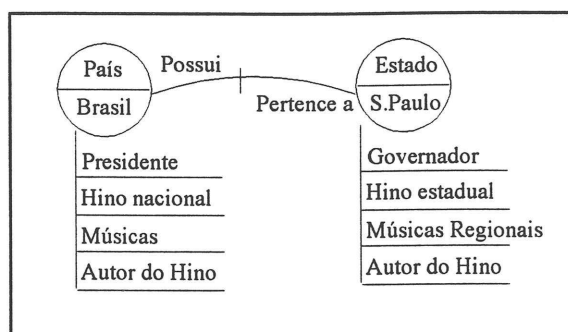 País
Brasil
Possui
Pertence a
Estado
S.Paulo
Presidente
Hino nacional
Músicas
Autor do Hino
Governador
Hino estadual
Músicas Regionais
Autor do Hino